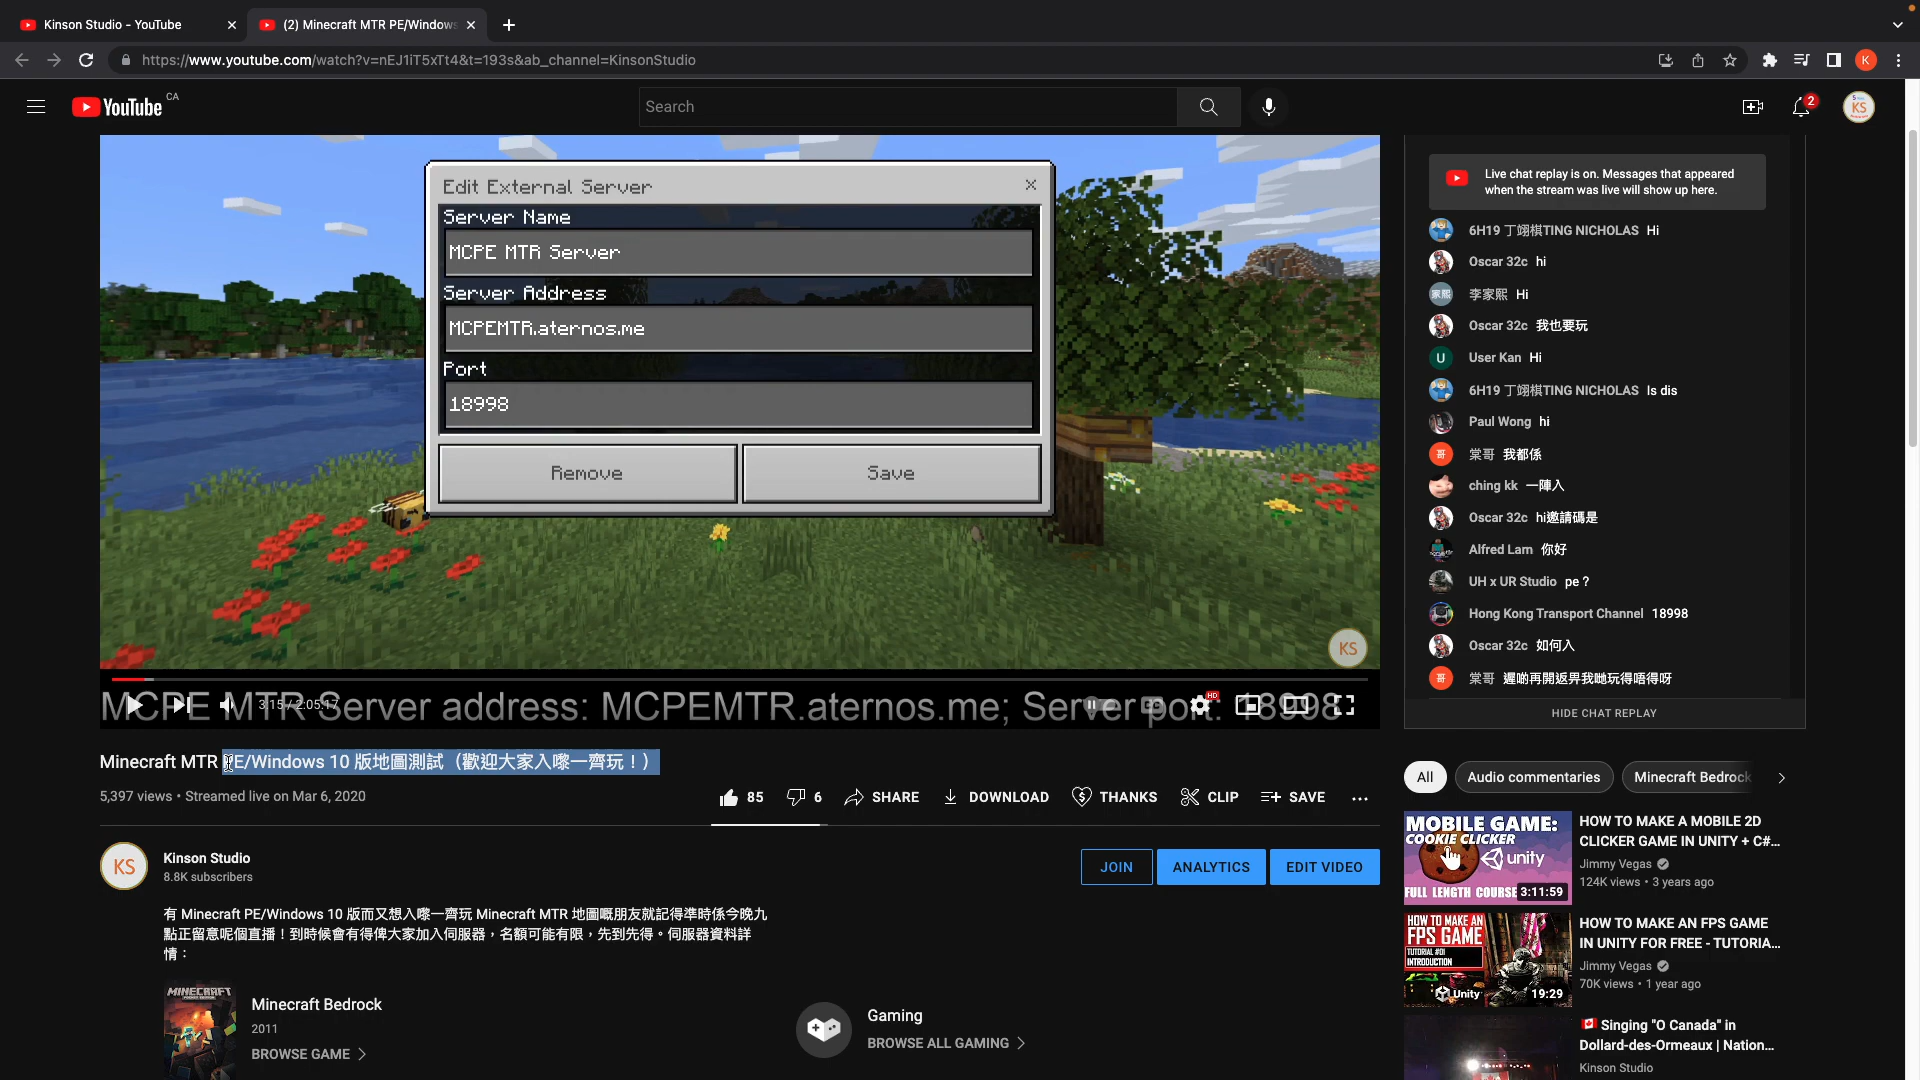 Kinson Studio - YouTube
(2) Minecraft MTR PE/Windows
https://www.youtube.com/watch?v=nEJ1iT5xTt4&t=193s&ab_channel=KinsonStudio
K
YouTube CA
Search
2
KS
Edit External Server
Server Name
MCPE MTR Server
Server Address
MCPEMTR.aternos.me
Port
18998
Remove
Save
KS
MCPE MTR Server address: MCPEMTR.aternos.me; Server port: 18998
3:15 / 2:05:17
HD
Live chat replay is on. Messages that appeared
when the stream was live will show up here.
6H19 丁翊棋TING NICHOLAS Hi
Oscar 32c hi
家熙 李家熙 Hi
Oscar 32c 我也要玩
U User Kan Hi
6H19 丁翊棋TING NICHOLAS Is dis
Paul Wong hi
哥 棠哥 我都係
ching kk 一陣入
Oscar 32c hi邀請碼是
Alfred Lam 你好
UH x UR Studio pe ?
Hong Kong Transport Channel 18998
Oscar 32c 如何入
哥 棠哥 遲啲再開返畀我哋玩得唔得呀
HIDE CHAT REPLAY
Minecraft MTR PE/Windows 10 版地圖測試（歡迎大家入嚟一齊玩！）
5,397 views • Streamed live on Mar 6, 2020
85
6
SHARE
DOWNLOAD
THANKS
CLIP
SAVE
KS
Kinson Studio
8.8K subscribers
JOIN
ANALYTICS
EDIT VIDEO
有 Minecraft PE/Windows 10 版而又想入嚟一齊玩 Minecraft MTR 地圖嘅朋友就記得準時係今晚九
點正留意呢個直播！到時候會有得俾大家加入伺服器，名額可能有限，先到先得。伺服器資料詳
情：
MINECRAFT
Minecraft Bedrock
2011
BROWSE GAME
Gaming
BROWSE ALL GAMING
All
Audio commentaries
Minecraft Bedrock
MOBILE GAME:
COOKIE CLICKER
unity
FULL LENGTH COURSE
3:11:59
HOW TO MAKE A MOBILE 2D
CLICKER GAME IN UNITY + C#...
Jimmy Vegas
124K views • 3 years ago
HOW TO MAKE AN
FPS GAME
TUTORIAL #01
INTRODUCTION
Unity
19:29
HOW TO MAKE AN FPS GAME
IN UNITY FOR FREE - TUTORIA...
Jimmy Vegas
70K views • 1 year ago
Singing "O Canada" in
Dollard-des-Ormeaux | Nation...
Kinson Studio